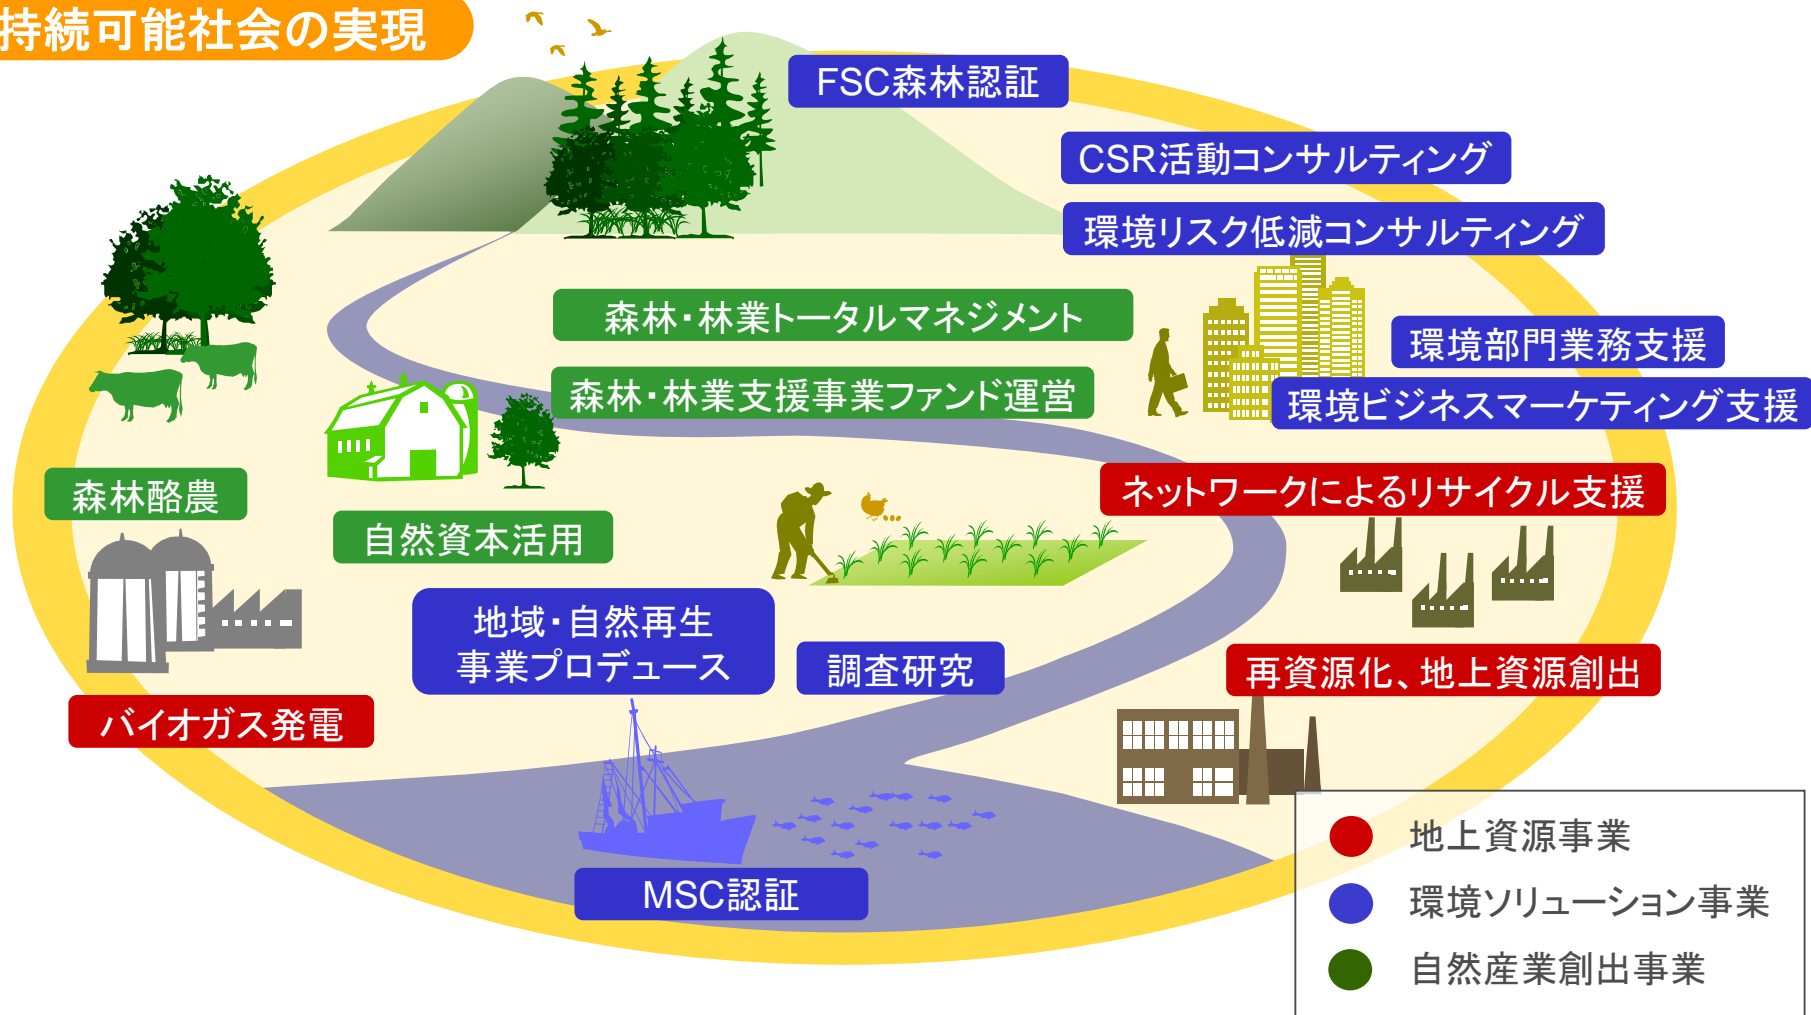 持続可能社会の実現
FSC森林認証
CSR活動コンサルティング
環境リスク低減コンサルティング
森林・林業トータルマネジメント
環境部門業務支援
森林・林業支援事業ファンド運営
環境ビジネスマーケティング支援
森林酪農
ネットワークによるリサイクル支援
自然資本活用
地域・自然再生
事業プロデュース
調査研究
再資源化、地上資源創出
バイオガス発電
MSC認証
地上資源事業
環境ソリューション事業
自然産業創出事業